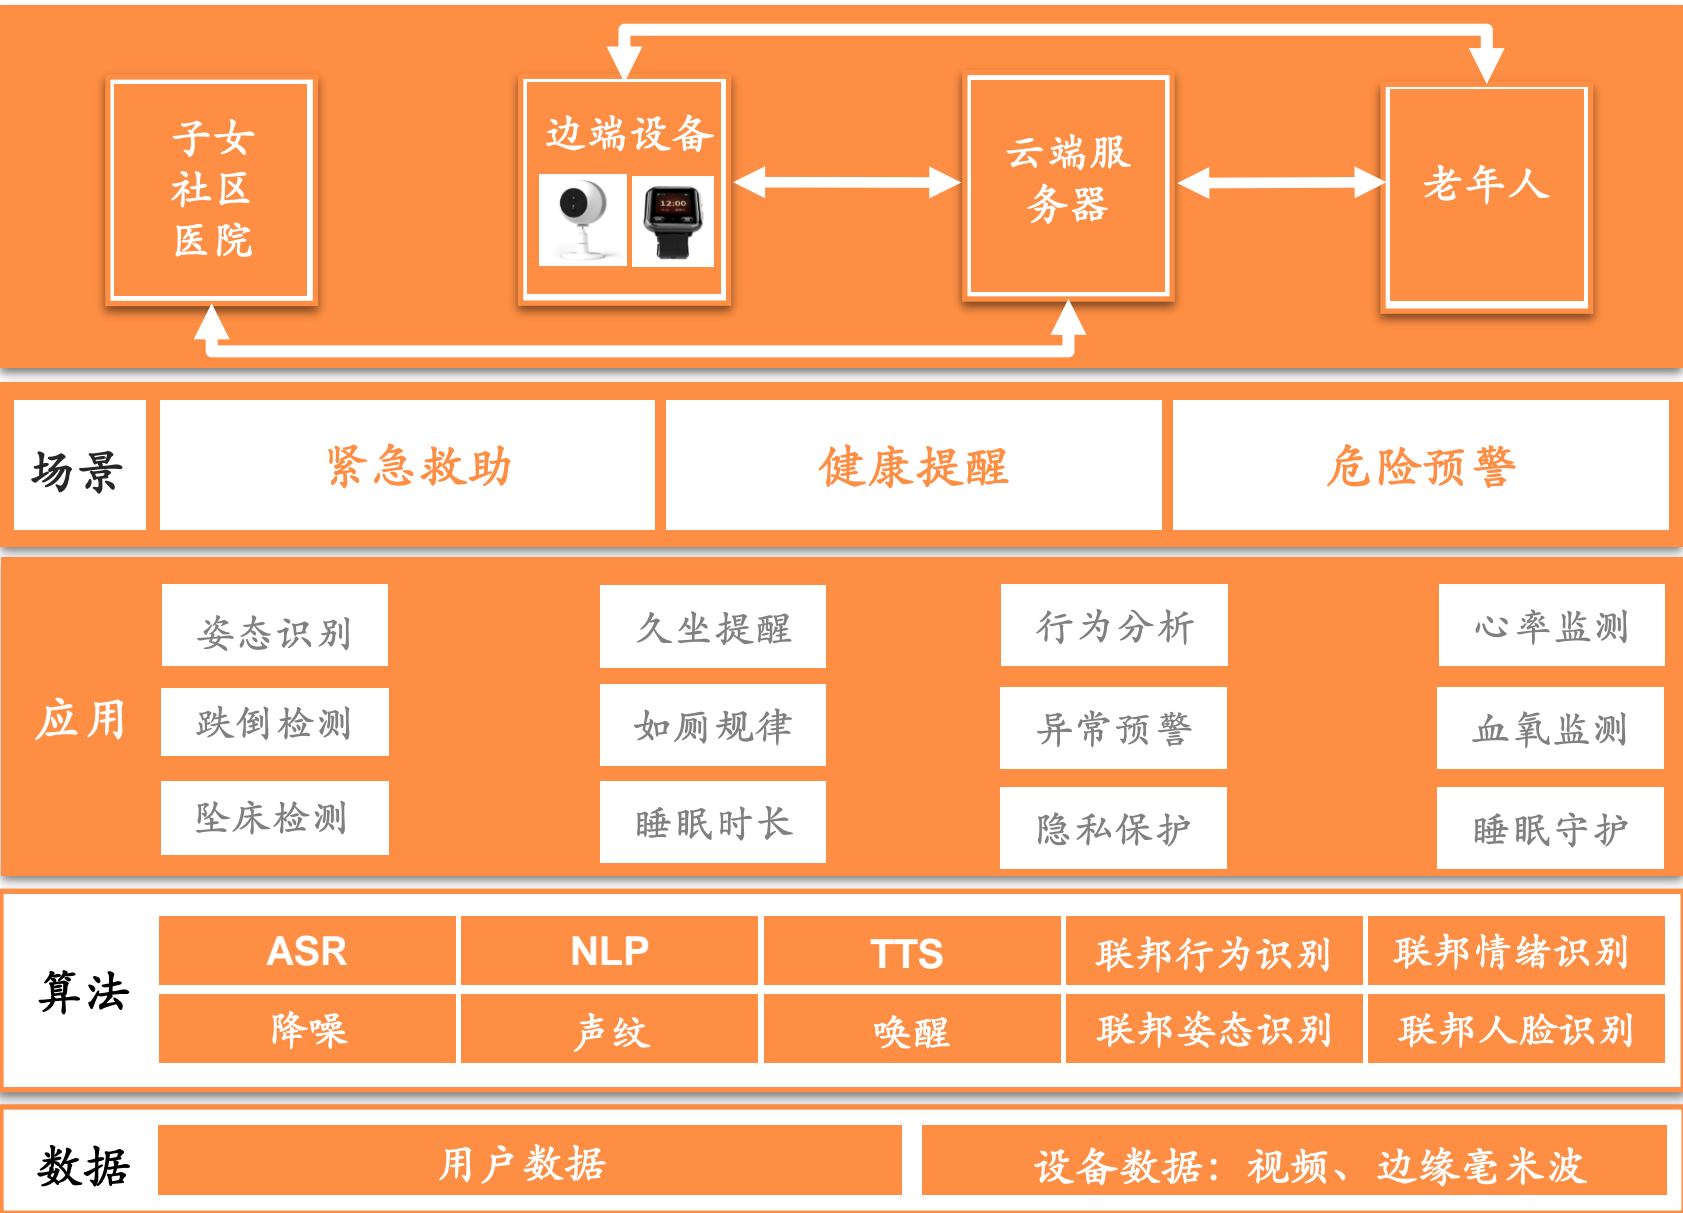 子女
社区
医院
边端设备
12:00
云端服
务器
老年人
场景
紧急救助
健康提醒
危险预警
应用
姿态识别
久坐提醒
行为分析
心率监测
跌倒检测
如厕规律
异常预警
血氧监测
坠床检测
睡眠时长
隐私保护
睡眠守护
算法
ASR
NLP
TTS
联邦行为识别
联邦情绪识别
降噪
声纹
唤醒
联邦姿态识别
联邦人脸识别
数据
用户数据
设备数据：视频、边缘毫米波